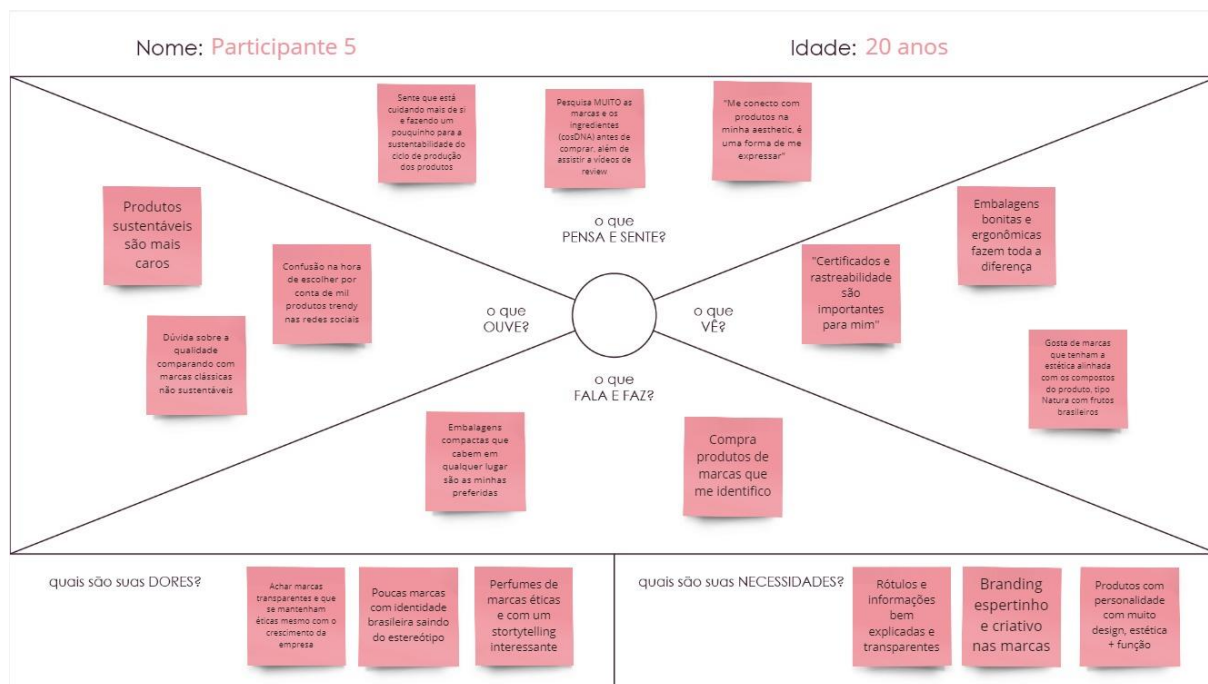 Nome: Participante 5
Idade: 20 anos
Sente que está
cuidando mais de si
e fazendo um
pouquinho para a
sustentabilidade do
ciclo de produção
dos produtos
Pesquisa MUITO as
marcas e os
ingredientes
(cosDNA) antes de
comprar, além de
assistir a vídeos de
review
"Me conecto com
produtos na
minha aesthetic, é
uma forma de me
expressar"
o que
PENSA E SENTE?
Produtos
sustentáveis
são mais
caros
Confusão na hora
de escolher por
conta de mil
produtos trendy
nas redes sociais
Dúvida sobre a
qualidade
comparando com
marcas clássicas
não sustentáveis
o que
OUVE?
o que
VÊ?
"Certificados e
rastreabilidade
são
importantes
para mim"
Embalagens
bonitas e
ergonômicas
fazem toda a
diferença
Gosta de marcas
que tenham a
estética alinhada
com os compostos
do produto, tipo
Natura com frutos
brasileiros
o que
FALA E FAZ?
Embalagens
compactas que
cabem em
qualquer lugar
são as minhas
preferidas
Compra
produtos de
marcas que
me identifico
quais são suas DORES?
Achar marcas
transparentes e que
se mantenham
éticas mesmo com o
crescimento da
empresa
Poucas marcas
com identidade
brasileira saindo
do estereótipo
Perfumes de
marcas éticas
e com um
stortytelling
interessante
quais são suas NECESSIDADES?
Rótulos e
informações
bem
explicadas e
transparentes
Branding
espertinho
e criativo
nas marcas
Produtos com
personalidade
com muito
design, estética
+ função